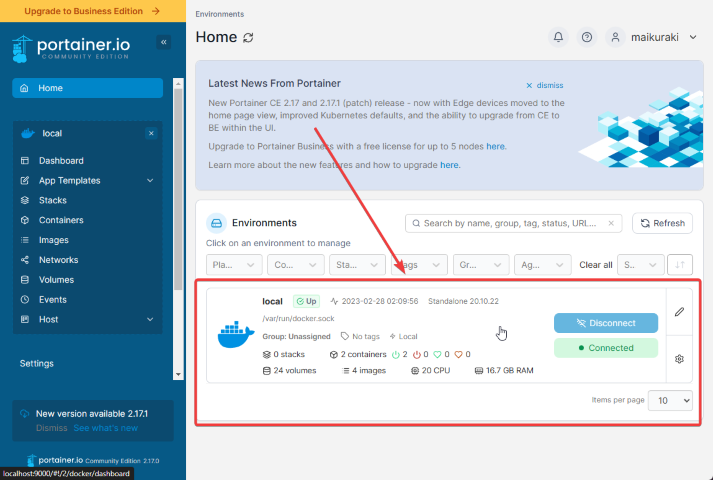 Upgrade to Business Edition →
portainer.io
COMMUNITY EDITION
Home
local
Dashboard
App Templates
Stacks
Containers
Images
Networks
Volumes
Events
Host
Settings
New version available 2.17.1
Dismiss See what's new
portainer.io Community Edition 2.17.0
localhost:9000/#!/2/docker/dashboard
Environments
Home
maikuraki
Latest News From Portainer
dismiss
New Portainer CE 2.17 and 2.17.1 (patch) release - now with Edge devices moved to the
home page view, improved Kubernetes defaults, and the ability to upgrade from CE to
BE within the UI.
Upgrade to Portainer Business with a free license for up to 5 nodes here.
Learn more about the new features and how to upgrade here.
Environments
Search by name, group, tag, status, URL...
Refresh
Click on an environment to manage
Pla... Co... Sta... Tags Gr... Ag... Clear all S..
local Up 2023-02-28 02:09:56 Standalone 20.10.22
/var/run/docker.sock
Group: Unassigned No tags Local
0 stacks 2 containers 2 0 0 0
24 volumes 4 images 20 CPU 16.7 GB RAM
Disconnect
Connected
Items per page 10